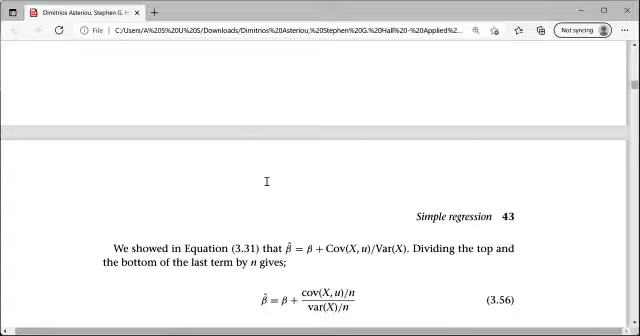 Dimitrios Asteriou, Stephen G. H
File
C:/Users/A%20S%20U%20S/Downloads/Dimitrios%20Asteriou,%20Stephen%20G.%20Hall%20-%20Applied%2...
Not syncing
Simple regression 43
We showed in Equation (3.31) that β̂ = β + Cov(X, u)/Var(X). Dividing the top and
the bottom of the last term by n gives;
β̂ = β + cov(X, u)/n / var(X)/n (3.56)